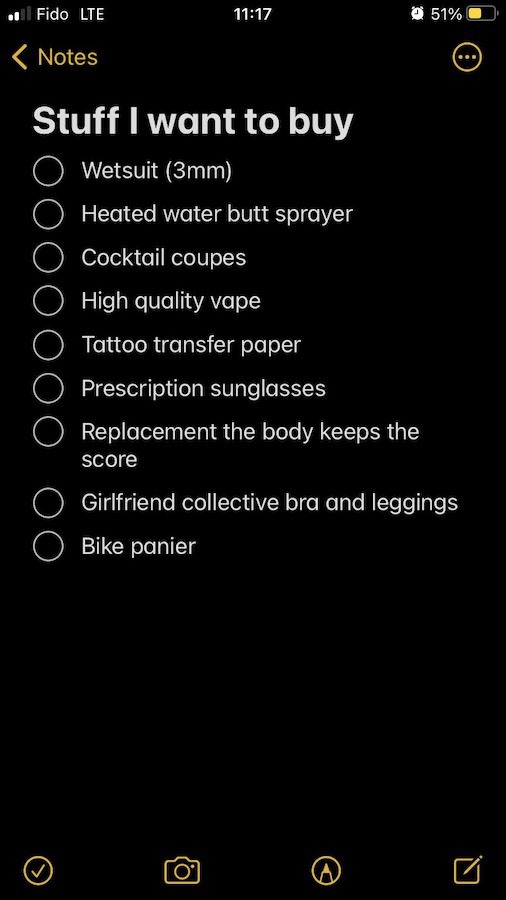 Fido LTE 11:17 51%
Notes
Stuff I want to buy
Wetsuit (3mm)
Heated water butt sprayer
Cocktail coupes
High quality vape
Tattoo transfer paper
Prescription sunglasses
Replacement the body keeps the
score
Girlfriend collective bra and leggings
Bike panier